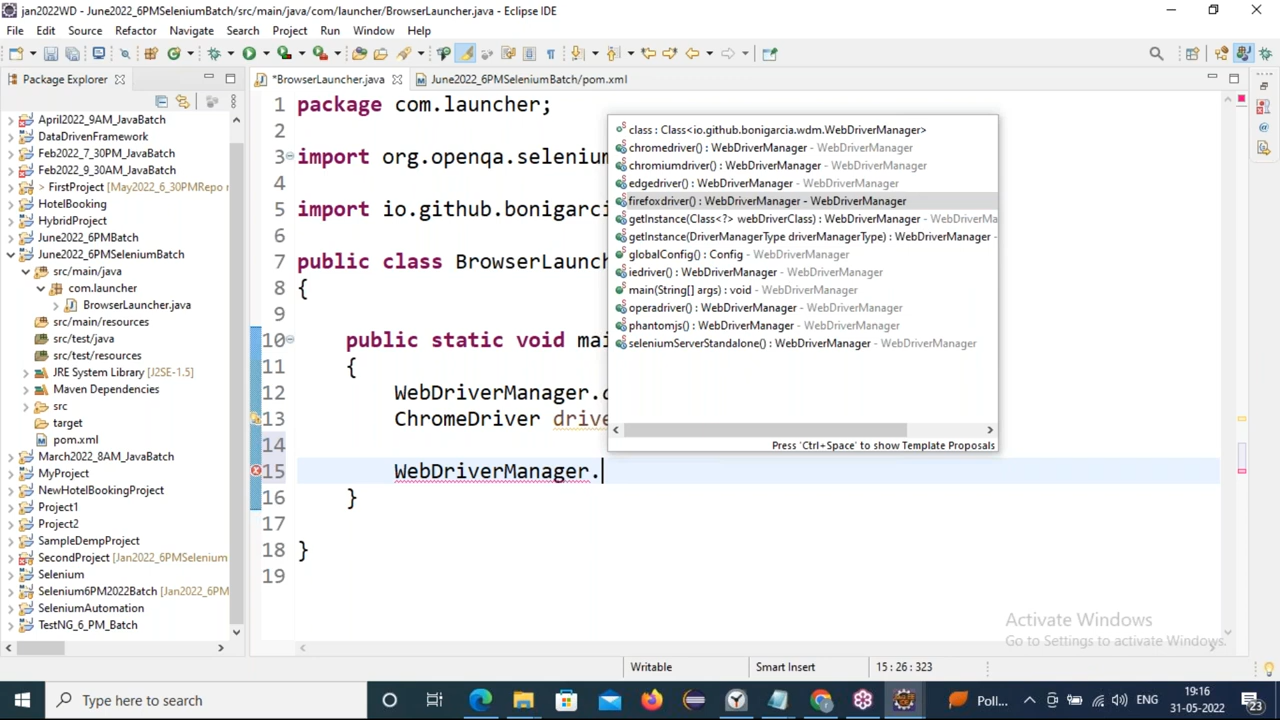 jan2022WD - June2022_6PMSeleniumBatch/src/main/java/com/launcher/BrowserLauncher.java - Eclipse IDE
File Edit Source Refactor Navigate Search Project Run Window Help
Package Explorer
*BrowserLauncher.java
June2022_6PMSeleniumBatch/pom.xml
April2022_9AM_JavaBatch
DataDrivenFramework
Feb2022_7_30PM_JavaBatch
Feb2022_9_30AM_JavaBatch
> FirstProject [May2022_6_30PMRepo
HotelBooking
HybridProject
June2022_6PMBatch
June2022_6PMSeleniumBatch
src/main/java
com.launcher
BrowserLauncher.java
src/main/resources
src/test/java
src/test/resources
JRE System Library [J2SE-1.5]
Maven Dependencies
src
target
pom.xml
March2022_8AM_JavaBatch
MyProject
NewHotelBookingProject
Project1
Project2
SampleDempProject
SecondProject [Jan2022_6PMSelenium
Selenium
Selenium6PM2022Batch [Jan2022_6PM
SeleniumAutomation
TestNG_6_PM_Batch
1 package com.launcher;
2
3 import org.openqa.selenium
4
5 import io.github.bonigarci
6
7 public class BrowserLaunch
8 {
9
10 public static void mai
11 {
12 WebDriverManager.
13 ChromeDriver drive
14
15 WebDriverManager.
16 }
17
18 }
19
class : Class<io.github.bonigarcia.wdm.WebDriverManager>
chromedriver() : WebDriverManager - WebDriverManager
chromiumdriver() : WebDriverManager - WebDriverManager
edgedriver() : WebDriverManager - WebDriverManager
firefoxdriver() : WebDriverManager - WebDriverManager
getInstance(Class<?> webDriverClass) : WebDriverManager - WebDriverMa
getInstance(DriverManagerType driverManagerType) : WebDriverManager -
globalConfig() : Config - WebDriverManager
iedriver() : WebDriverManager - WebDriverManager
main(String[] args) : void - WebDriverManager
operadriver() : WebDriverManager - WebDriverManager
phantomjs() : WebDriverManager - WebDriverManager
seleniumServerStandalone() : WebDriverManager - WebDriverManager
Press 'Ctrl+Space' to show Template Proposals
Activate Windows
Go to Settings to activate Windows.
Writable Smart Insert 15 : 26 : 323
Type here to search
Poll...
ENG
19:16
31-05-2022
23